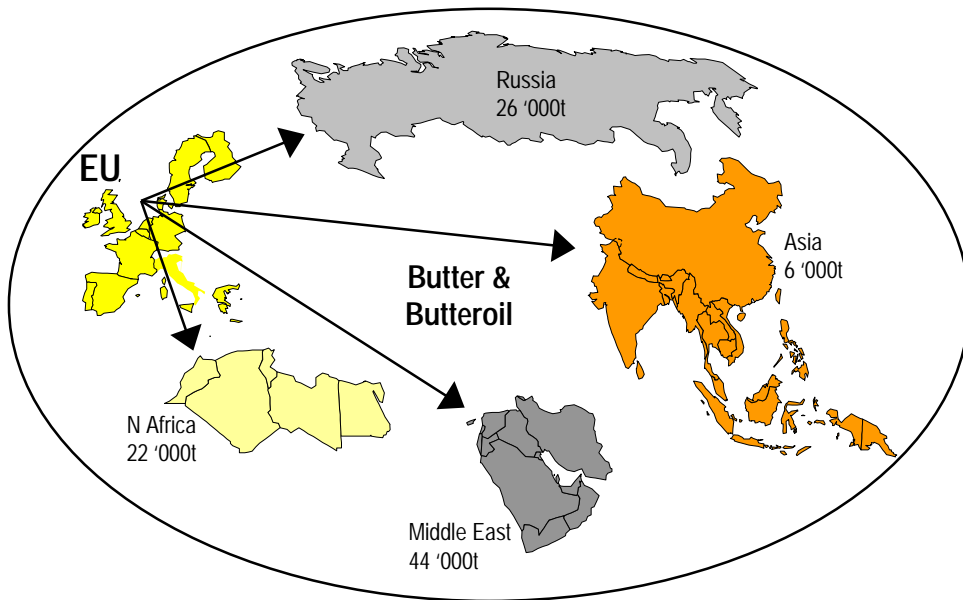 Russia
26 ‘000t
EU
Asia
6 ‘000t
Butter &
Butteroil
N Africa
22 ‘000t
Middle East
44 ‘000t